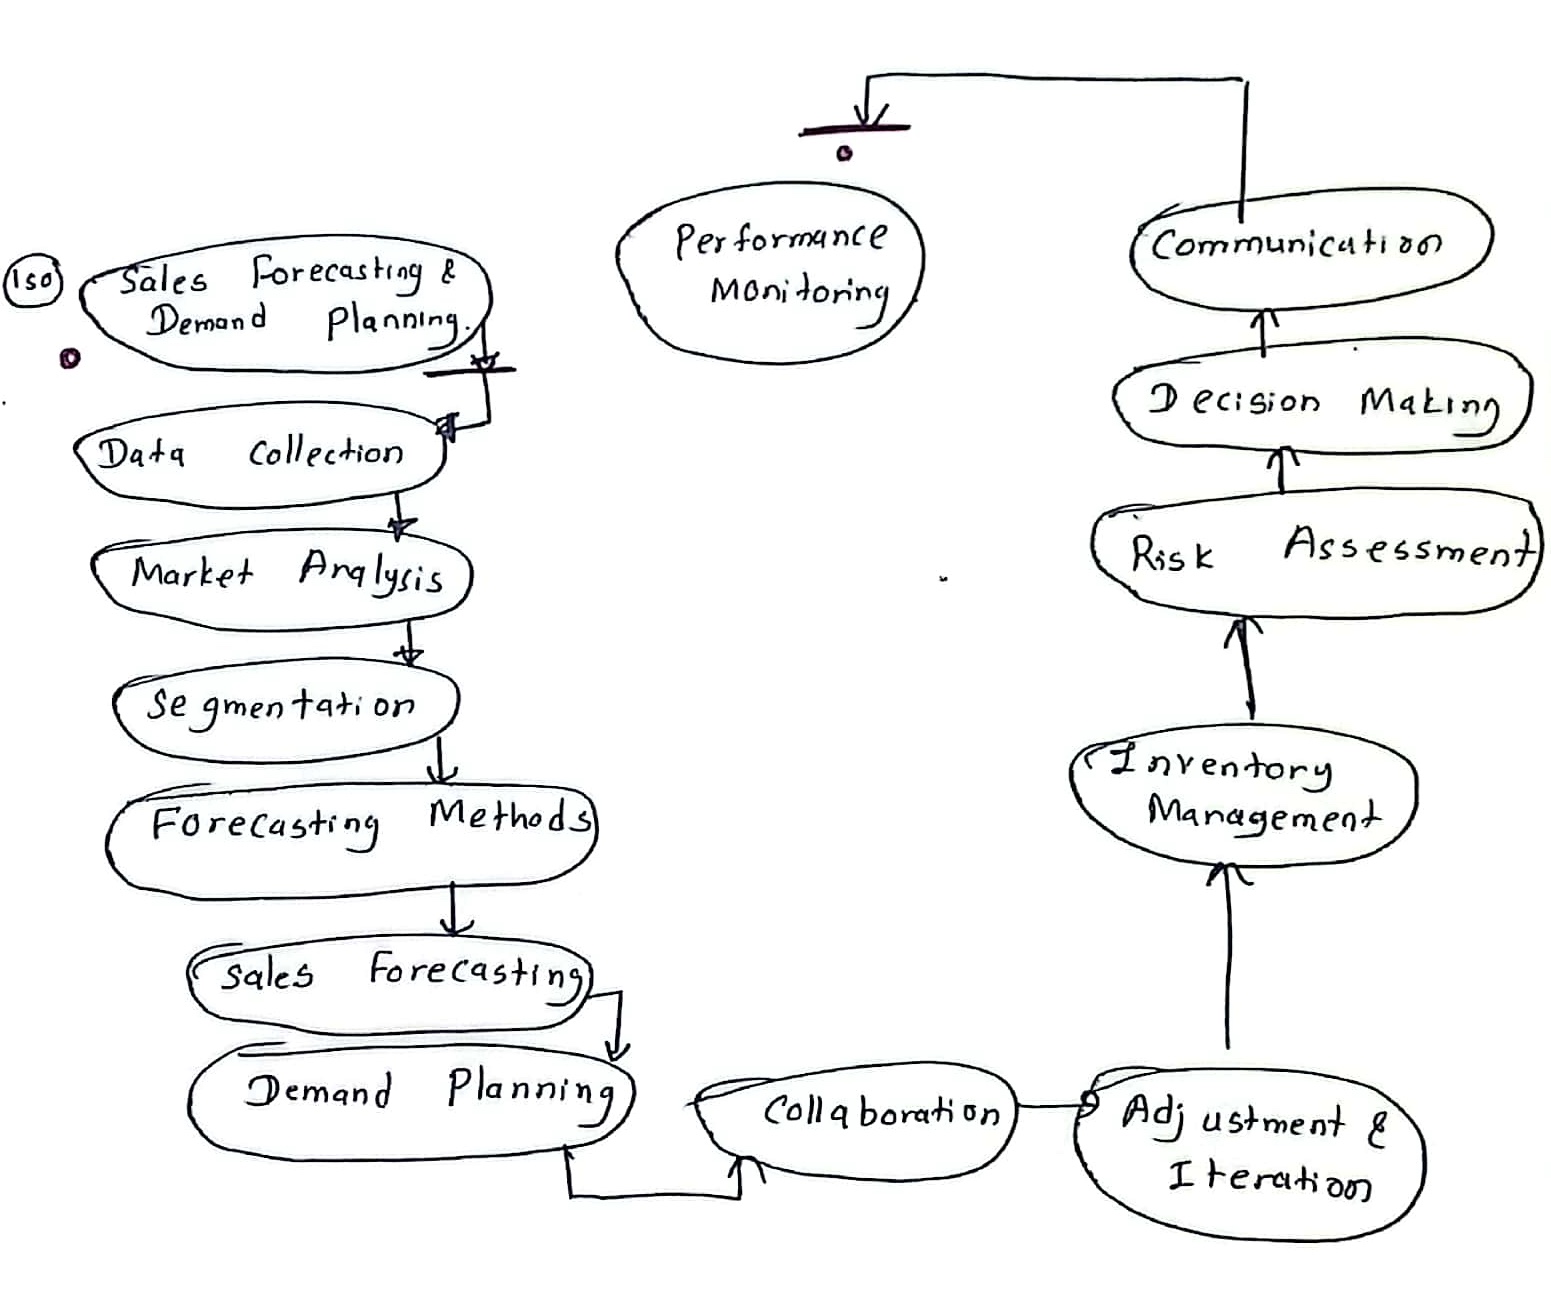 Iso
Sales Forecasting &
Demand Planning.
Data Collection
Market Analysis
Segmentation
Forecasting Methods
Sales Forecasting
Demand Planning
Collaboration
Adjustment &
Iteration
Inventory
Management
Risk Assessment
Decision Making
Communication
Performance
Monitoring